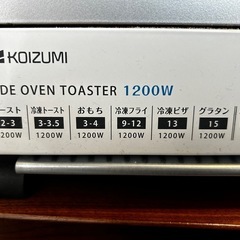 KOIZUMI
DE OVEN TOASTER 1200W
ースト 冷凍トースト おもち 冷凍フライ 冷凍ピザ グラタン
2-3 3-3.5 3-4 9-12 13 15
200W 1200W 1200W 1200W 1200W 1200W